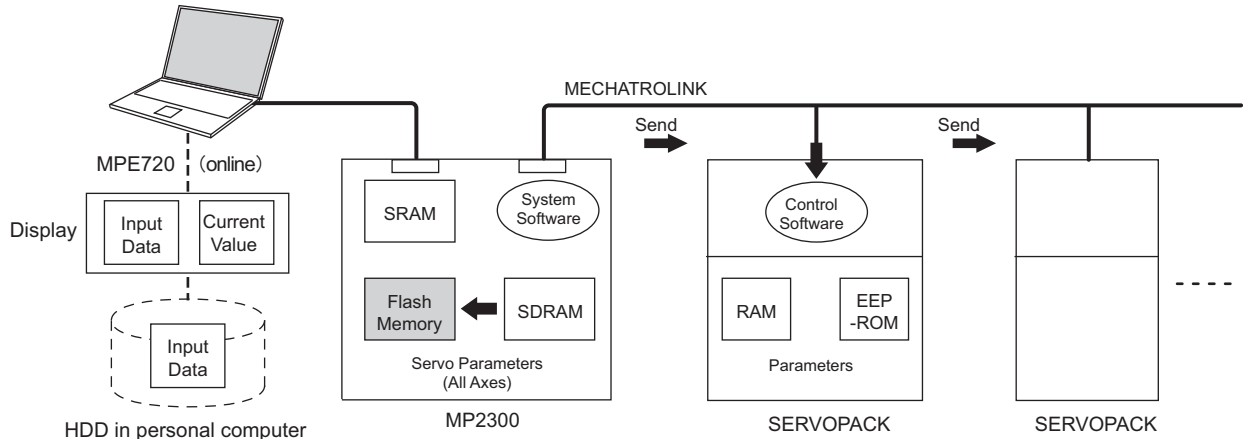 MECHATROLINK
Send
Send
MPE720 (online)
Display
Input
Data
Current
Value
Input
Data
HDD in personal computer
SRAM
System
Software
Flash
Memory
SDRAM
Servo Parameters
(All Axes)
MP2300
Control
Software
RAM
EEP
-ROM
Parameters
SERVOPACK
SERVOPACK